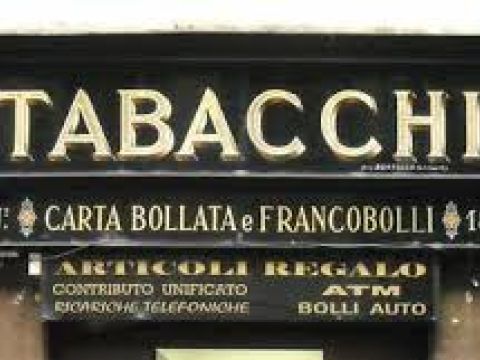 TABACCHI
CARTA BOLLATA e FRANCOBOLLI
ARTICOLI REGALO
CONTRIBUTO UNIFICATO ATM
RICARICHE TELEFONICHE BOLLI AUTO